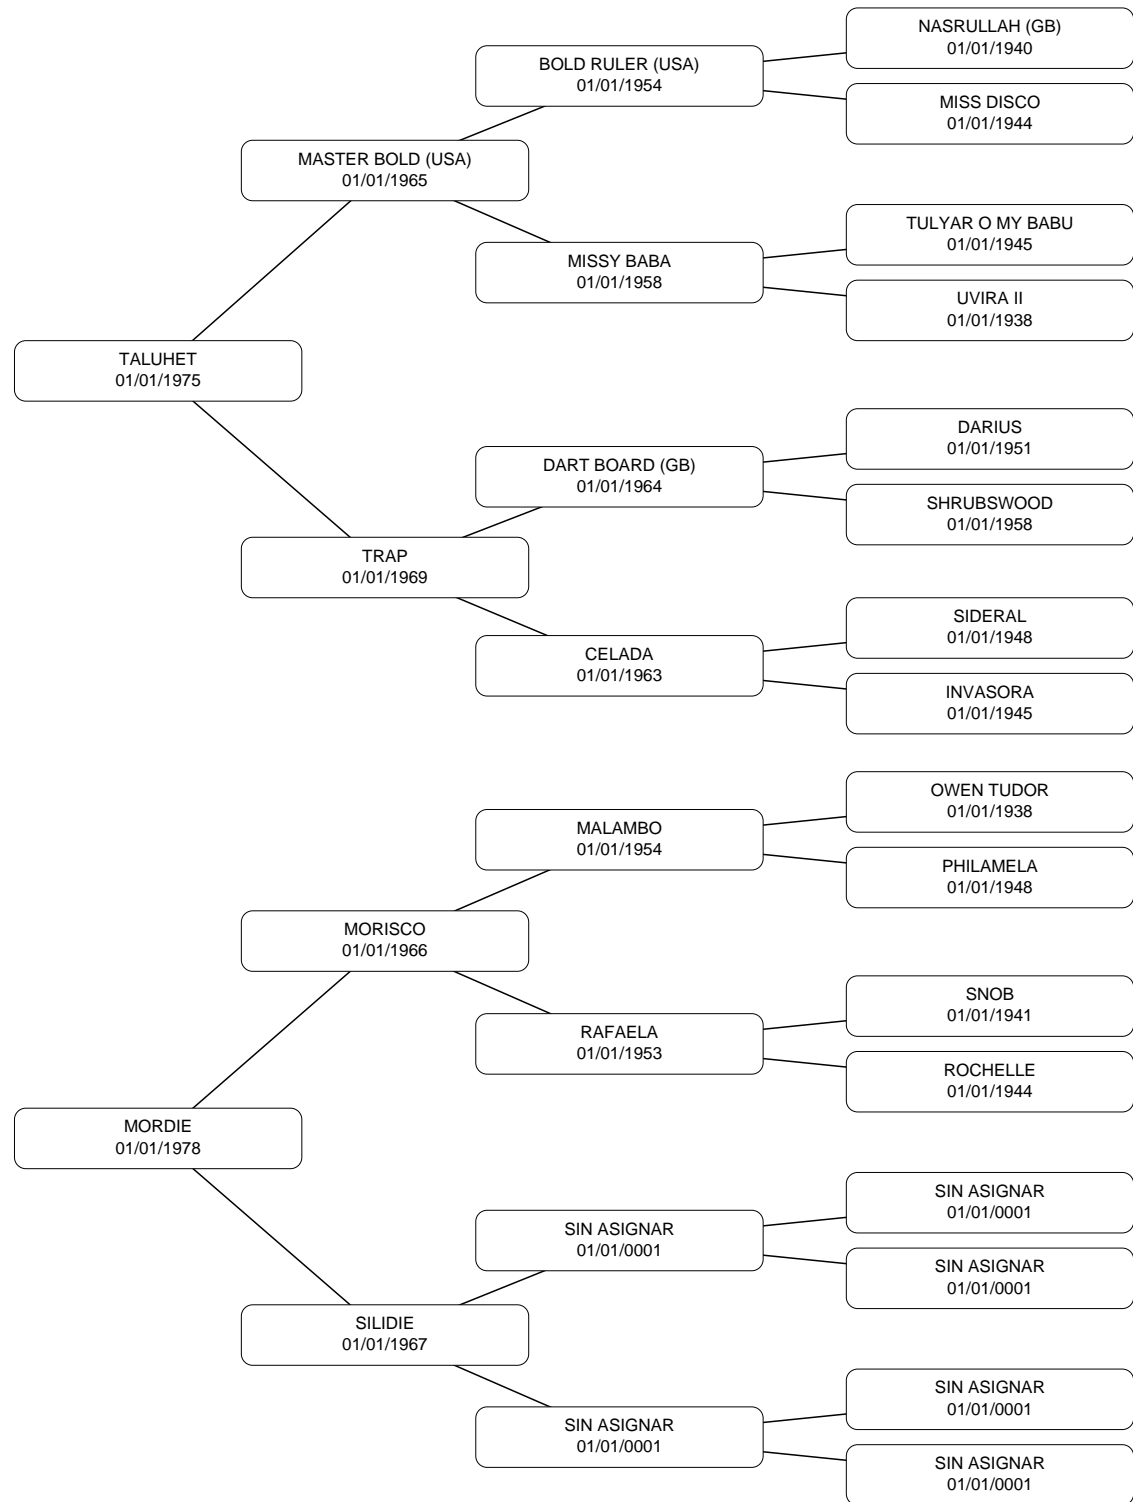 NASRULLAH (GB)
01/01/1940
BOLD RULER (USA)
01/01/1954
MISS DISCO
01/01/1944
MASTER BOLD (USA)
01/01/1965
TULYAR O MY BABU
01/01/1945
MISSY BABA
01/01/1958
UVIRA II
01/01/1938
TALUHET
01/01/1975
DARIUS
01/01/1951
DART BOARD (GB)
01/01/1964
SHRUBSWOOD
01/01/1958
TRAP
01/01/1969
SIDERAL
01/01/1948
CELADA
01/01/1963
INVASORA
01/01/1945
OWEN TUDOR
01/01/1938
MALAMBO
01/01/1954
PHILAMELA
01/01/1948
MORISCO
01/01/1966
SNOB
01/01/1941
RAFAELA
01/01/1953
ROCHELLE
01/01/1944
MORDIE
01/01/1978
SIN ASIGNAR
01/01/0001
SIN ASIGNAR
01/01/0001
SIN ASIGNAR
01/01/0001
SILIDIE
01/01/1967
SIN ASIGNAR
01/01/0001
SIN ASIGNAR
01/01/0001
SIN ASIGNAR
01/01/0001